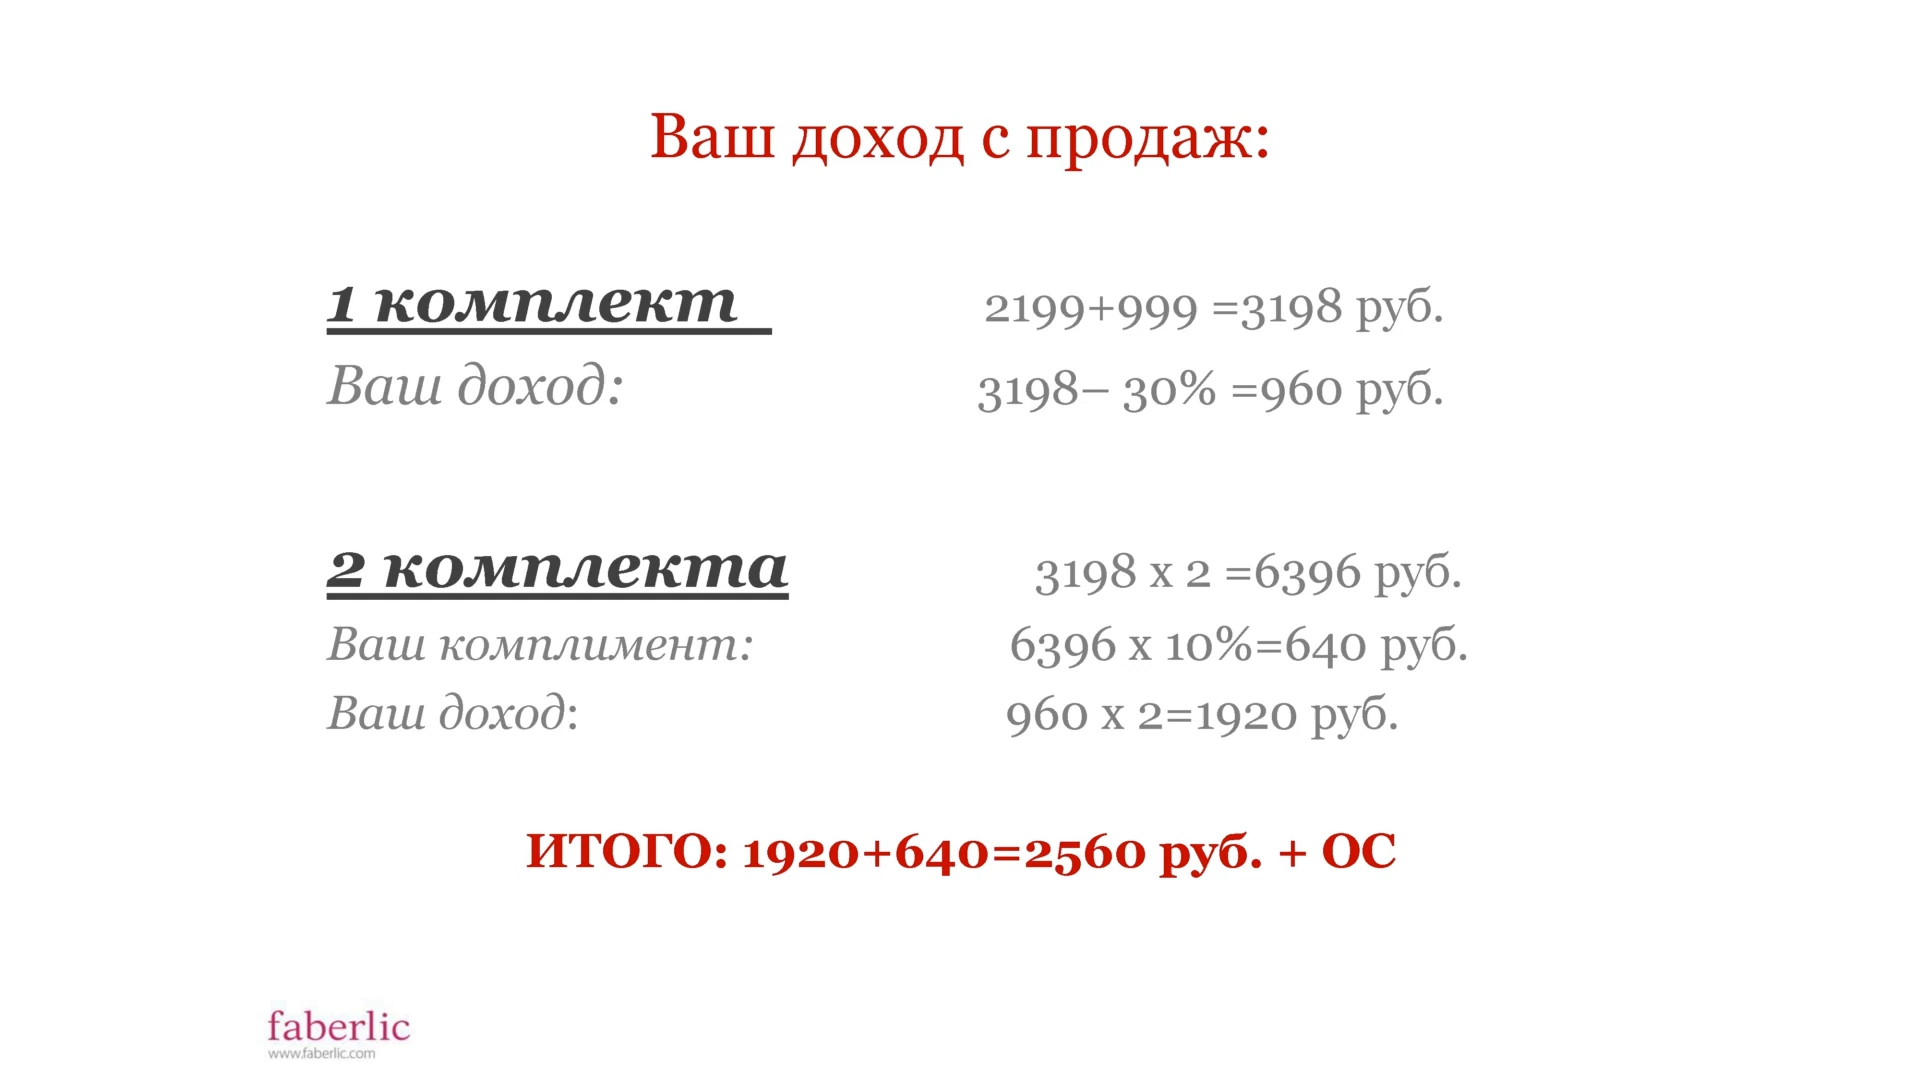 Ваш доход с продаж:
1 комплект 2199+999 =3198 руб.
Ваш доход: 3198– 30% =960 руб.
2 комплекта 3198 х 2 =6396 руб.
Ваш комплимент: 6396 х 10%=640 руб.
Ваш доход: 960 х 2=1920 руб.
ИТОГО: 1920+640=2560 руб. + ОС
faberlic
www.faberlic.com